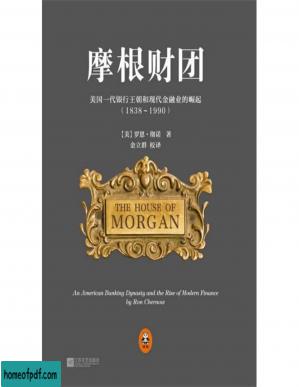 摩根财团
美国一代银行王朝和现代金融业的崛起
(1838~1990)
【美】罗恩·彻诺 著
金立群 校译
THE HOUSE OF
MORGAN
An American Banking Dynasty and the Rise of Modern Finance
by Ron Chernow
homeofpdf.com